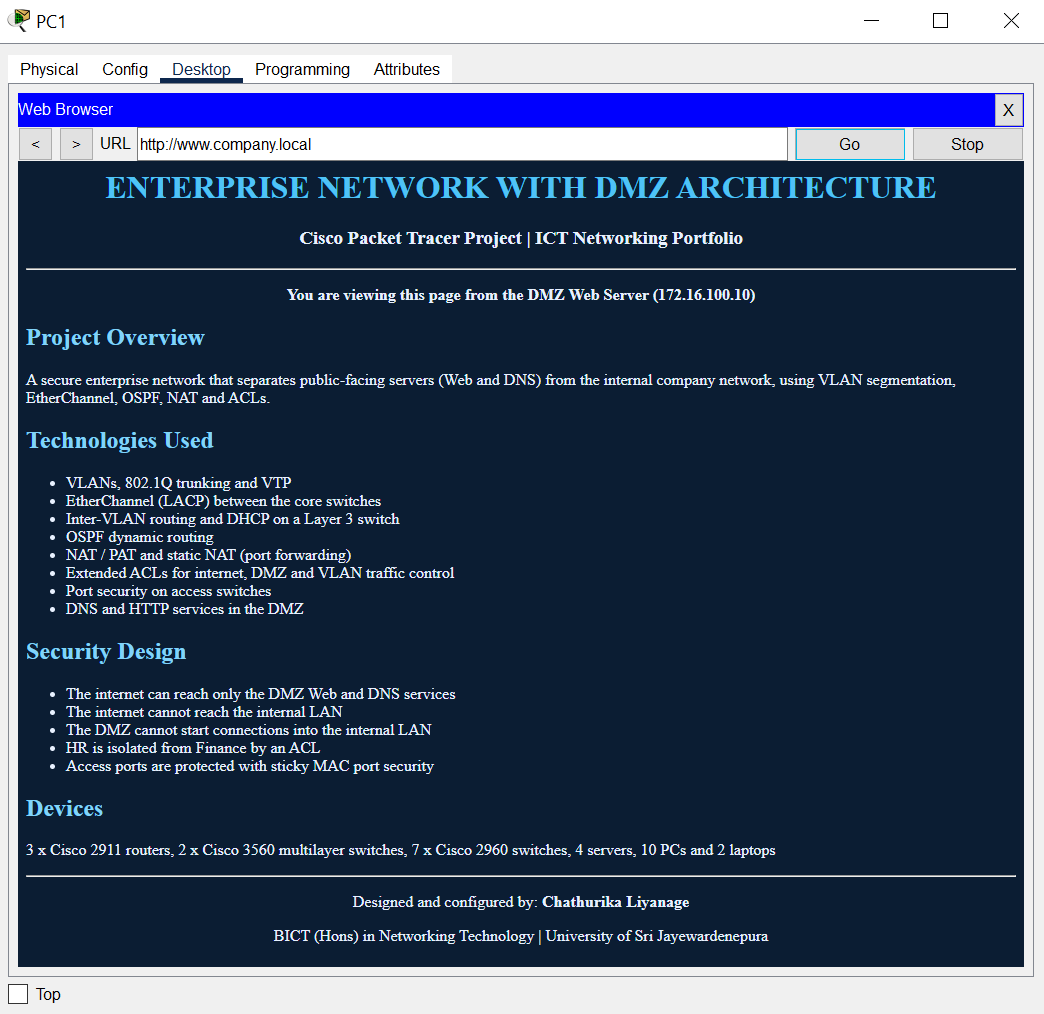 PC1
Physical Config Desktop Programming Attributes
Web Browser X
< > URL http://www.company.local Go Stop
ENTERPRISE NETWORK WITH DMZ ARCHITECTURE
Cisco Packet Tracer Project | ICT Networking Portfolio
You are viewing this page from the DMZ Web Server (172.16.100.10)
Project Overview
A secure enterprise network that separates public-facing servers (Web and DNS) from the internal company network, using VLAN segmentation,
EtherChannel, OSPF, NAT and ACLs.
Technologies Used
• VLANs, 802.1Q trunking and VTP
• EtherChannel (LACP) between the core switches
• Inter-VLAN routing and DHCP on a Layer 3 switch
• OSPF dynamic routing
• NAT / PAT and static NAT (port forwarding)
• Extended ACLs for internet, DMZ and VLAN traffic control
• Port security on access switches
• DNS and HTTP services in the DMZ
Security Design
• The internet can reach only the DMZ Web and DNS services
• The internet cannot reach the internal LAN
• The DMZ cannot start connections into the internal LAN
• HR is isolated from Finance by an ACL
• Access ports are protected with sticky MAC port security
Devices
3 x Cisco 2911 routers, 2 x Cisco 3560 multilayer switches, 7 x Cisco 2960 switches, 4 servers, 10 PCs and 2 laptops
Designed and configured by: Chathurika Liyanage
BICT (Hons) in Networking Technology | University of Sri Jayewardenepura
Top